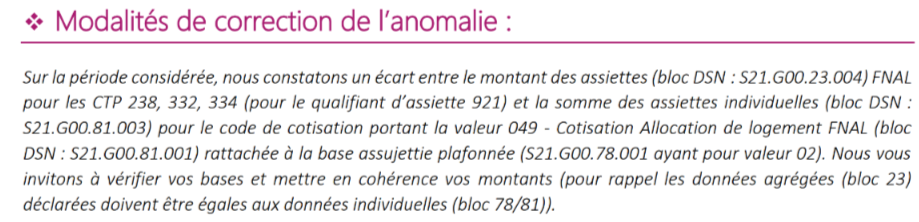 ❖ Modalités de correction de l’anomalie :
Sur la période considérée, nous constatons un écart entre le montant des assiettes (bloc DSN : S21.G00.23.004) FNAL
pour les CTP 238, 332, 334 (pour le qualifiant d’assiette 921) et la somme des assiettes individuelles (bloc DSN :
S21.G00.81.003) pour le code de cotisation portant la valeur 049 - Cotisation Allocation de logement FNAL (bloc
DSN : S21.G00.81.001) rattachée à la base assujettie plafonnée (S21.G00.78.001 ayant pour valeur 02). Nous vous
invitons à vérifier vos bases et mettre en cohérence vos montants (pour rappel les données agrégées (bloc 23)
déclarées doivent être égales aux données individuelles (bloc 78/81)).